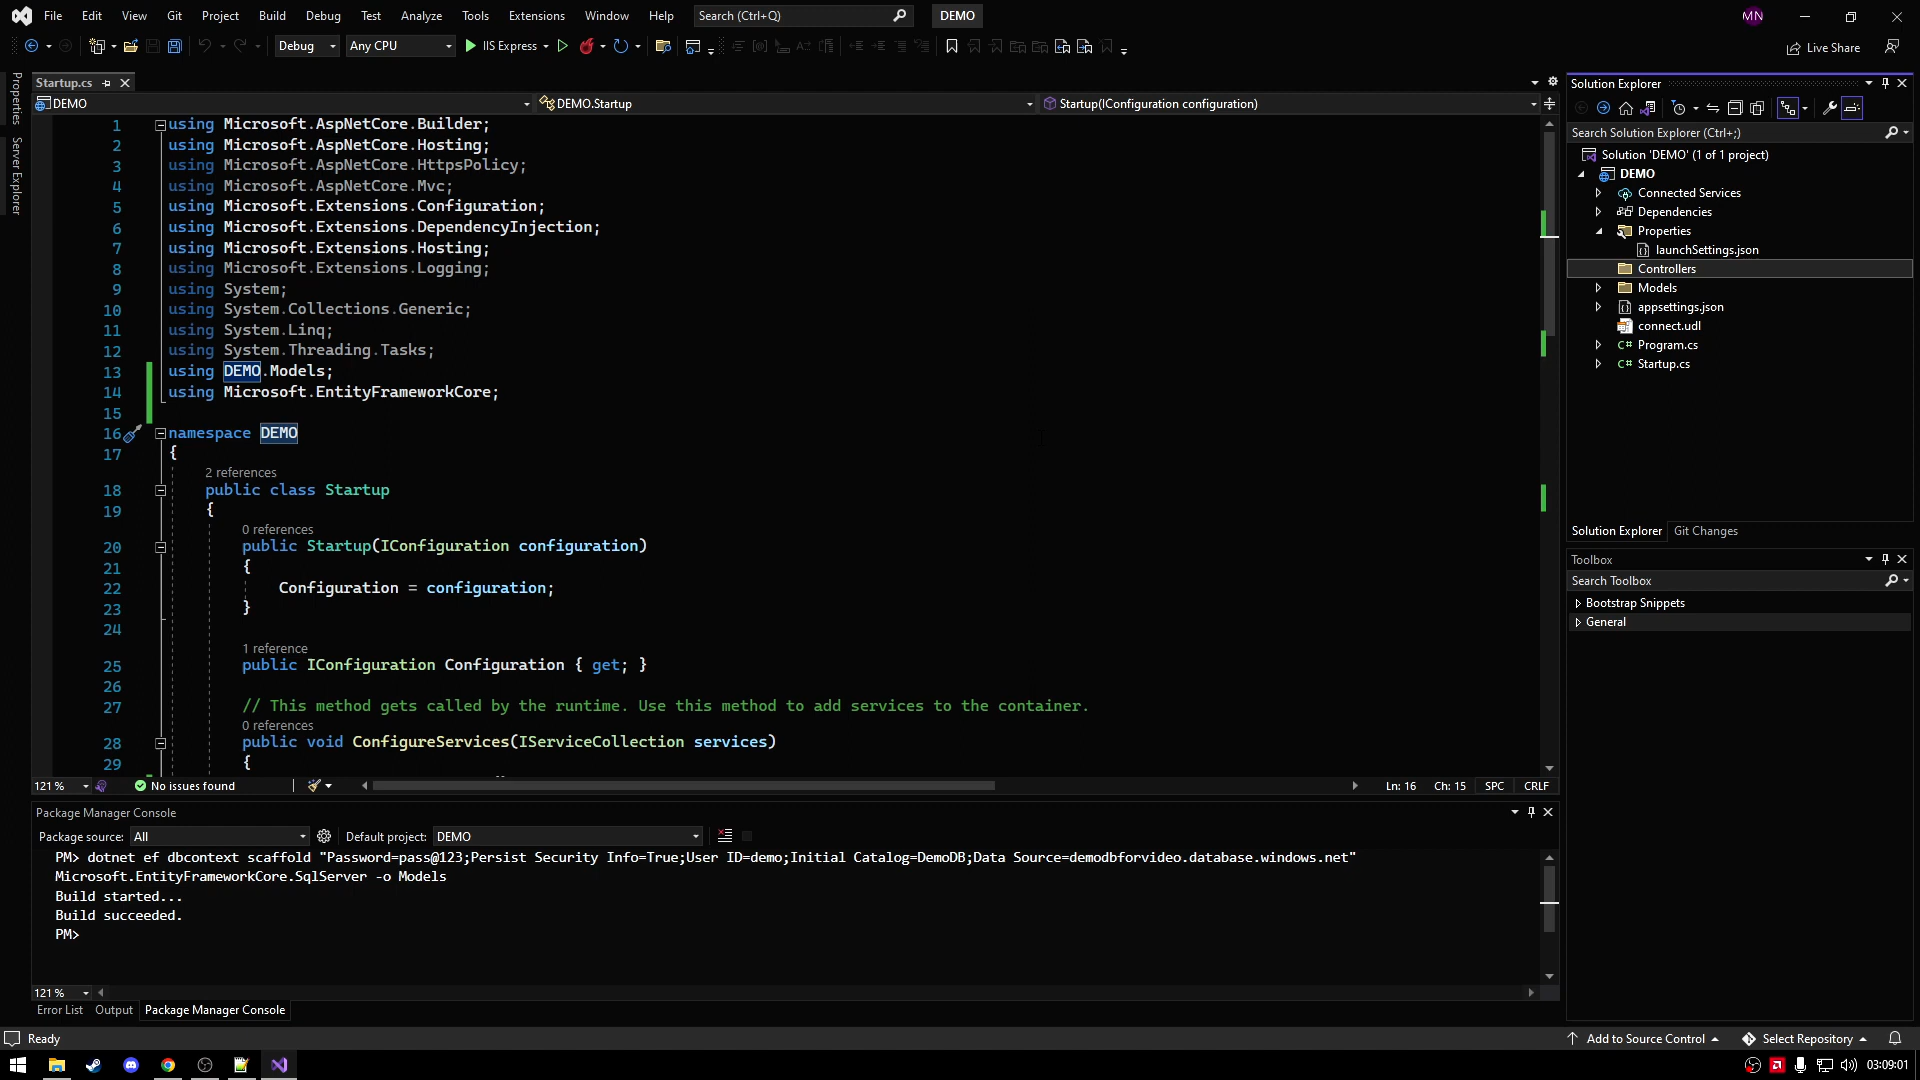 File Edit View Git Project Build Debug Test Analyze Tools Extensions Window Help Search (Ctrl+Q) DEMO MN
Debug Any CPU IIS Express Live Share
Properties
Server Explorer
Startup.cs
DEMO DEMO.Startup Startup(IConfiguration configuration)
1 using Microsoft.AspNetCore.Builder;
2 using Microsoft.AspNetCore.Hosting;
3 using Microsoft.AspNetCore.HttpsPolicy;
4 using Microsoft.AspNetCore.Mvc;
5 using Microsoft.Extensions.Configuration;
6 using Microsoft.Extensions.DependencyInjection;
7 using Microsoft.Extensions.Hosting;
8 using Microsoft.Extensions.Logging;
9 using System;
10 using System.Collections.Generic;
11 using System.Linq;
12 using System.Threading.Tasks;
13 using DEMO.Models;
14 using Microsoft.EntityFrameworkCore;
15
16 namespace DEMO
17 {
2 references
18 public class Startup
19 {
0 references
20 public Startup(IConfiguration configuration)
21 {
22 Configuration = configuration;
23 }
24
1 reference
25 public IConfiguration Configuration { get; }
26
27 // This method gets called by the runtime. Use this method to add services to the container.
0 references
28 public void ConfigureServices(IServiceCollection services)
29 {
121 % No issues found Ln: 16 Ch: 15 SPC CRLF
Package Manager Console
Package source: All Default project: DEMO
PM> dotnet ef dbcontext scaffold "Password=pass@123;Persist Security Info=True;User ID=demo;Initial Catalog=DemoDB;Data Source=demodbforvideo.database.windows.net"
Microsoft.EntityFrameworkCore.SqlServer -o Models
Build started...
Build succeeded.
PM>
121 %
Error List Output Package Manager Console
Solution Explorer
Search Solution Explorer (Ctrl+;)
Solution 'DEMO' (1 of 1 project)
DEMO
Connected Services
Dependencies
Properties
launchSettings.json
Controllers
Models
appsettings.json
connect.udl
C# Program.cs
C# Startup.cs
Solution Explorer Git Changes
Toolbox
Search Toolbox
Bootstrap Snippets
General
Ready Add to Source Control Select Repository
03:09:01